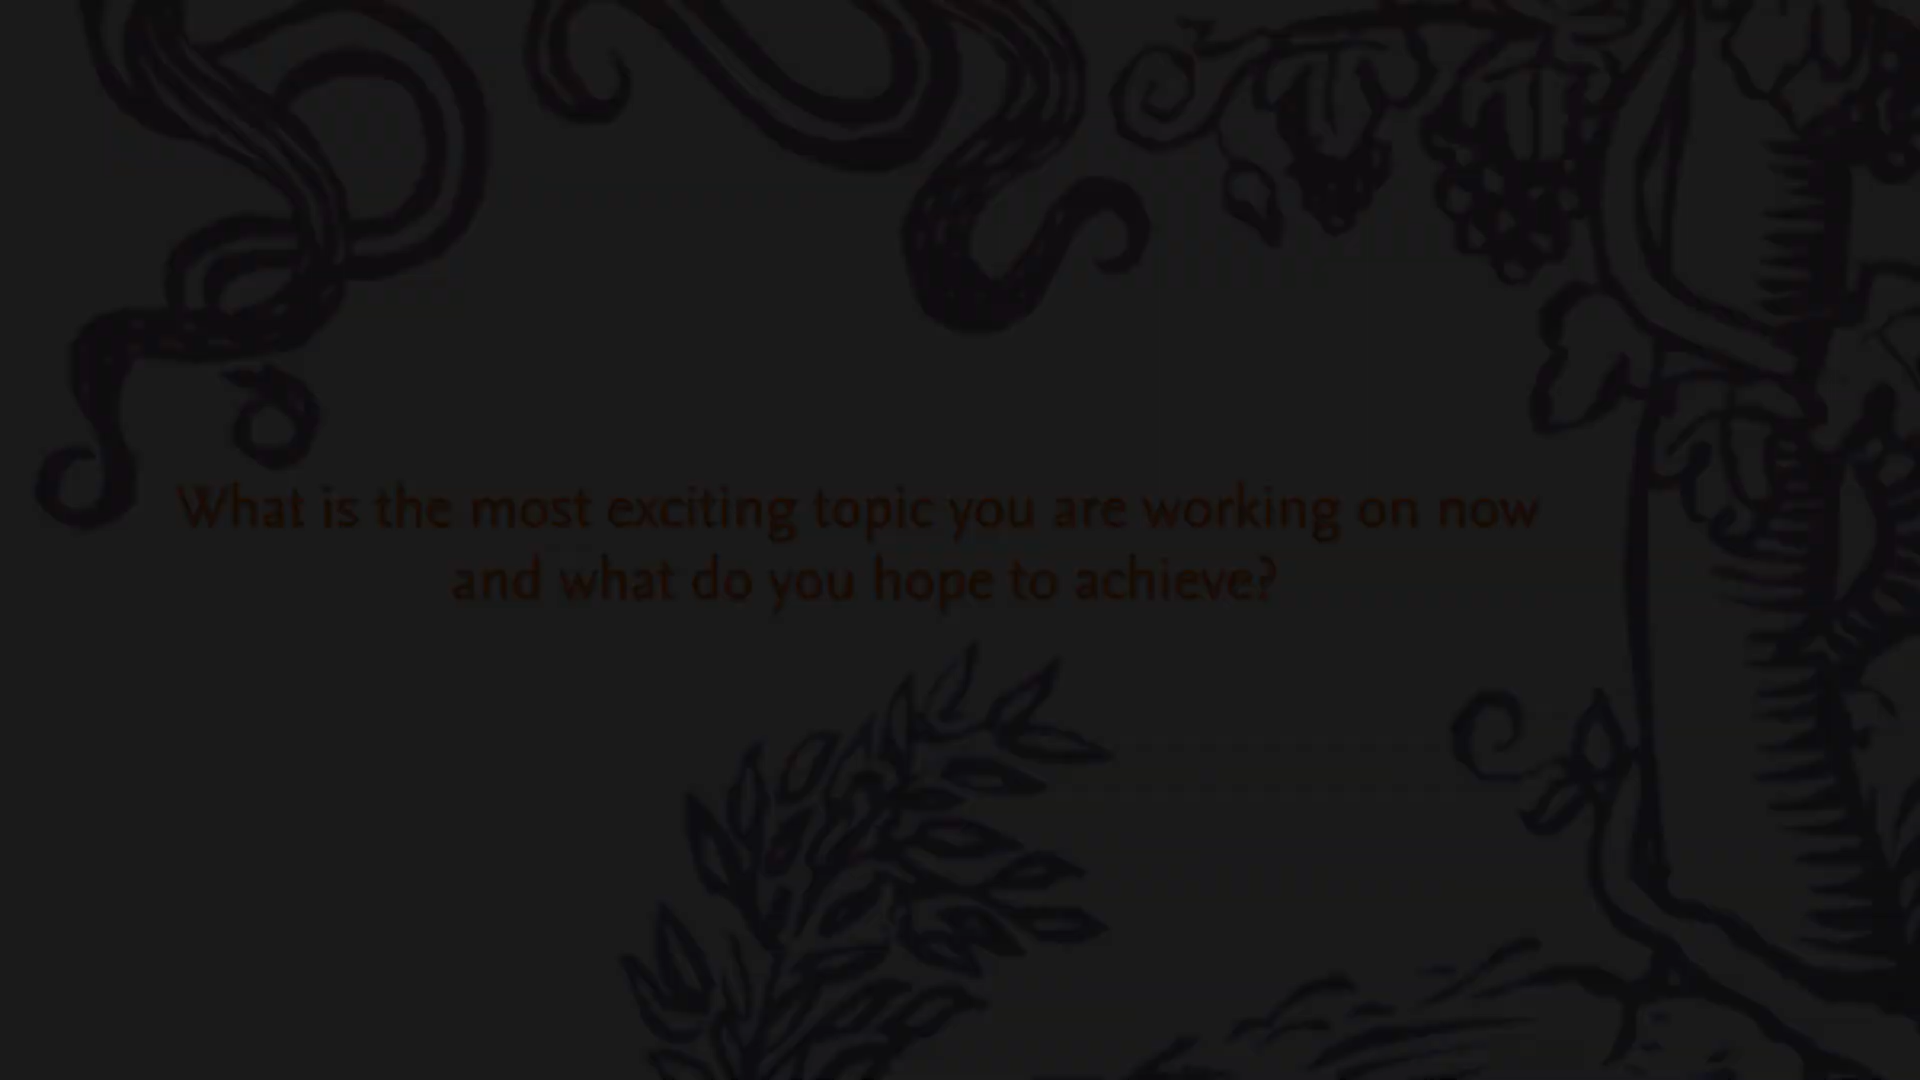 What is the most exciting topic you are working on now
and what do you hope to achieve?